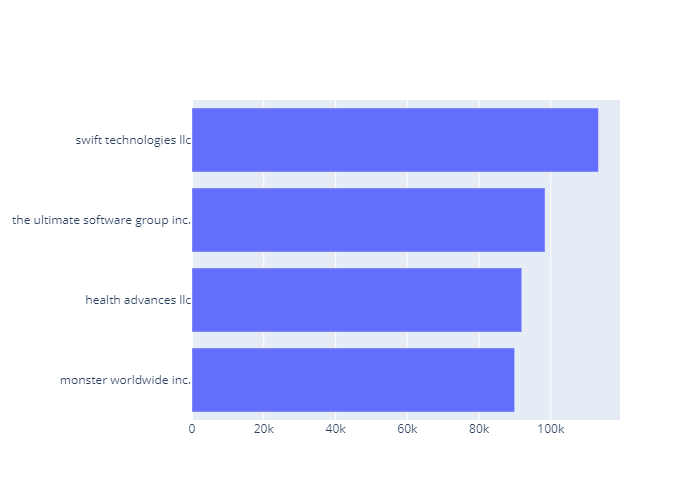 swift technologies llc
the ultimate software group inc.
health advances llc
monster worldwide inc.
0 20k 40k 60k 80k 100k